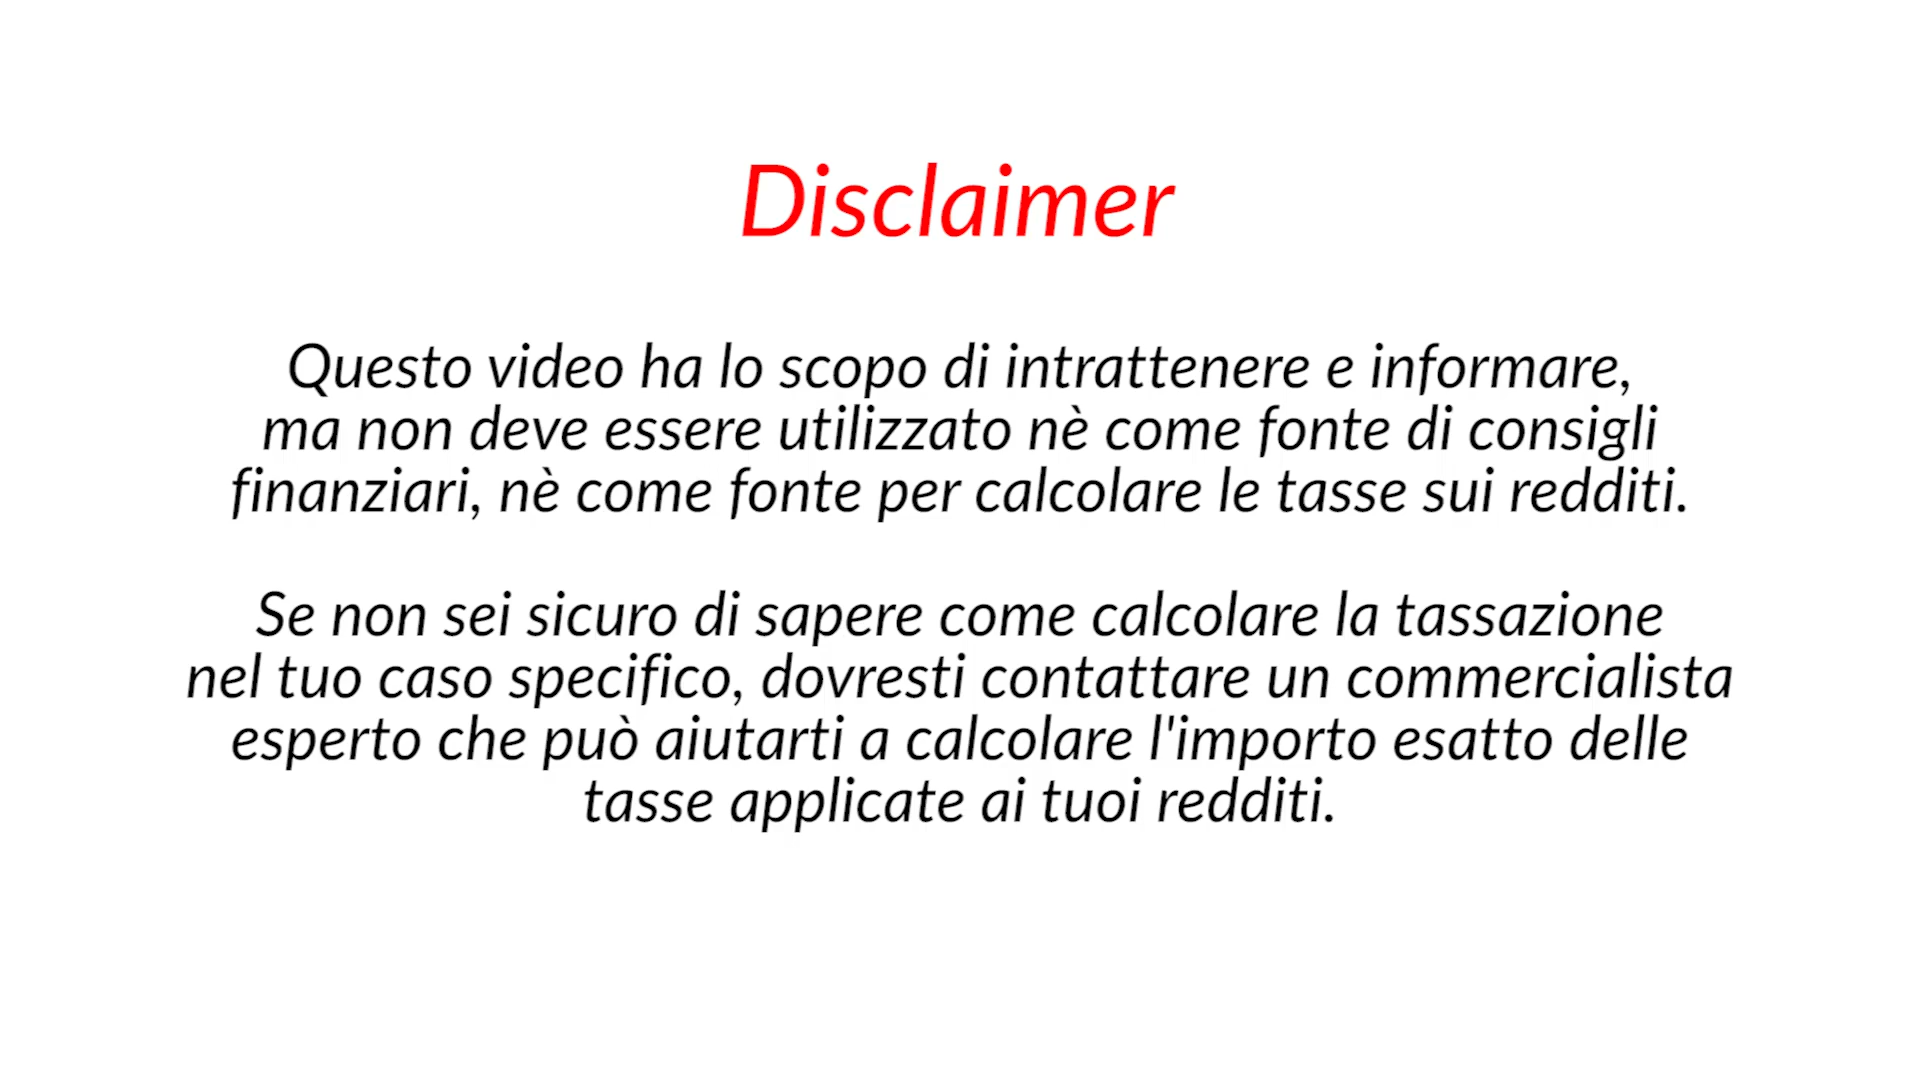 Disclaimer
Questo video ha lo scopo di intrattenere e informare,
ma non deve essere utilizzato nè come fonte di consigli
finanziari, nè come fonte per calcolare le tasse sui redditi.
Se non sei sicuro di sapere come calcolare la tassazione
nel tuo caso specifico, dovresti contattare un commercialista
esperto che può aiutarti a calcolare l'importo esatto delle
tasse applicate ai tuoi redditi.